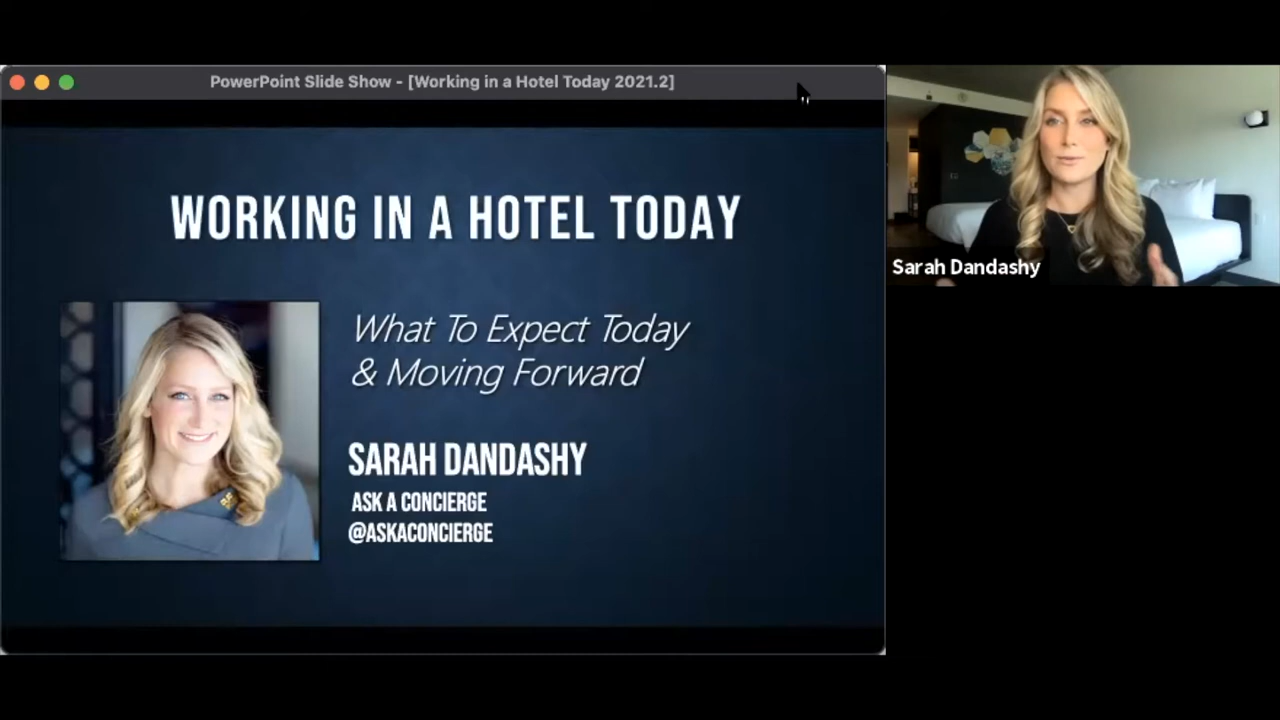 PowerPoint Slide Show - [Working in a Hotel Today 2021.2]
WORKING IN A HOTEL TODAY
What To Expect Today
& Moving Forward
SARAH DANDASHY
ASK A CONCIERGE
@ASKACONCIERGE
Sarah Dandashy